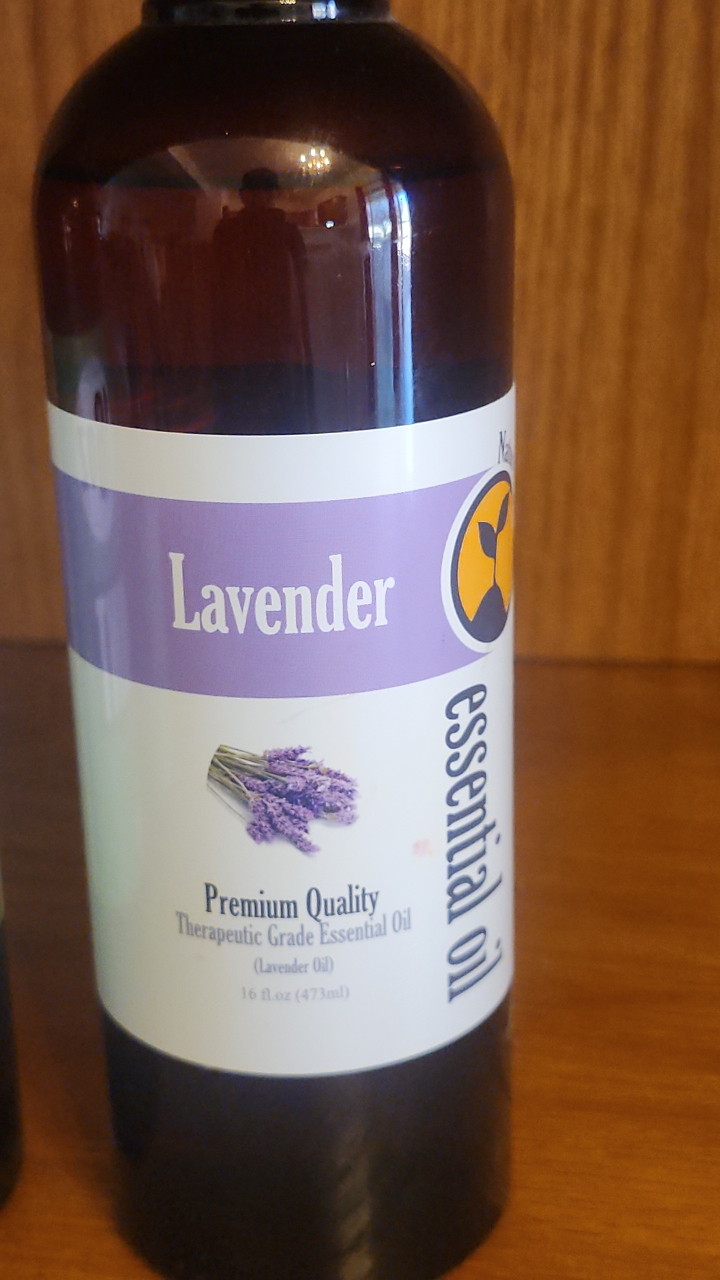 Lavender
essential oil
Premium Quality
Therapeutic Grade Essential Oil
(Lavender Oil)
16 fl.oz (473ml)